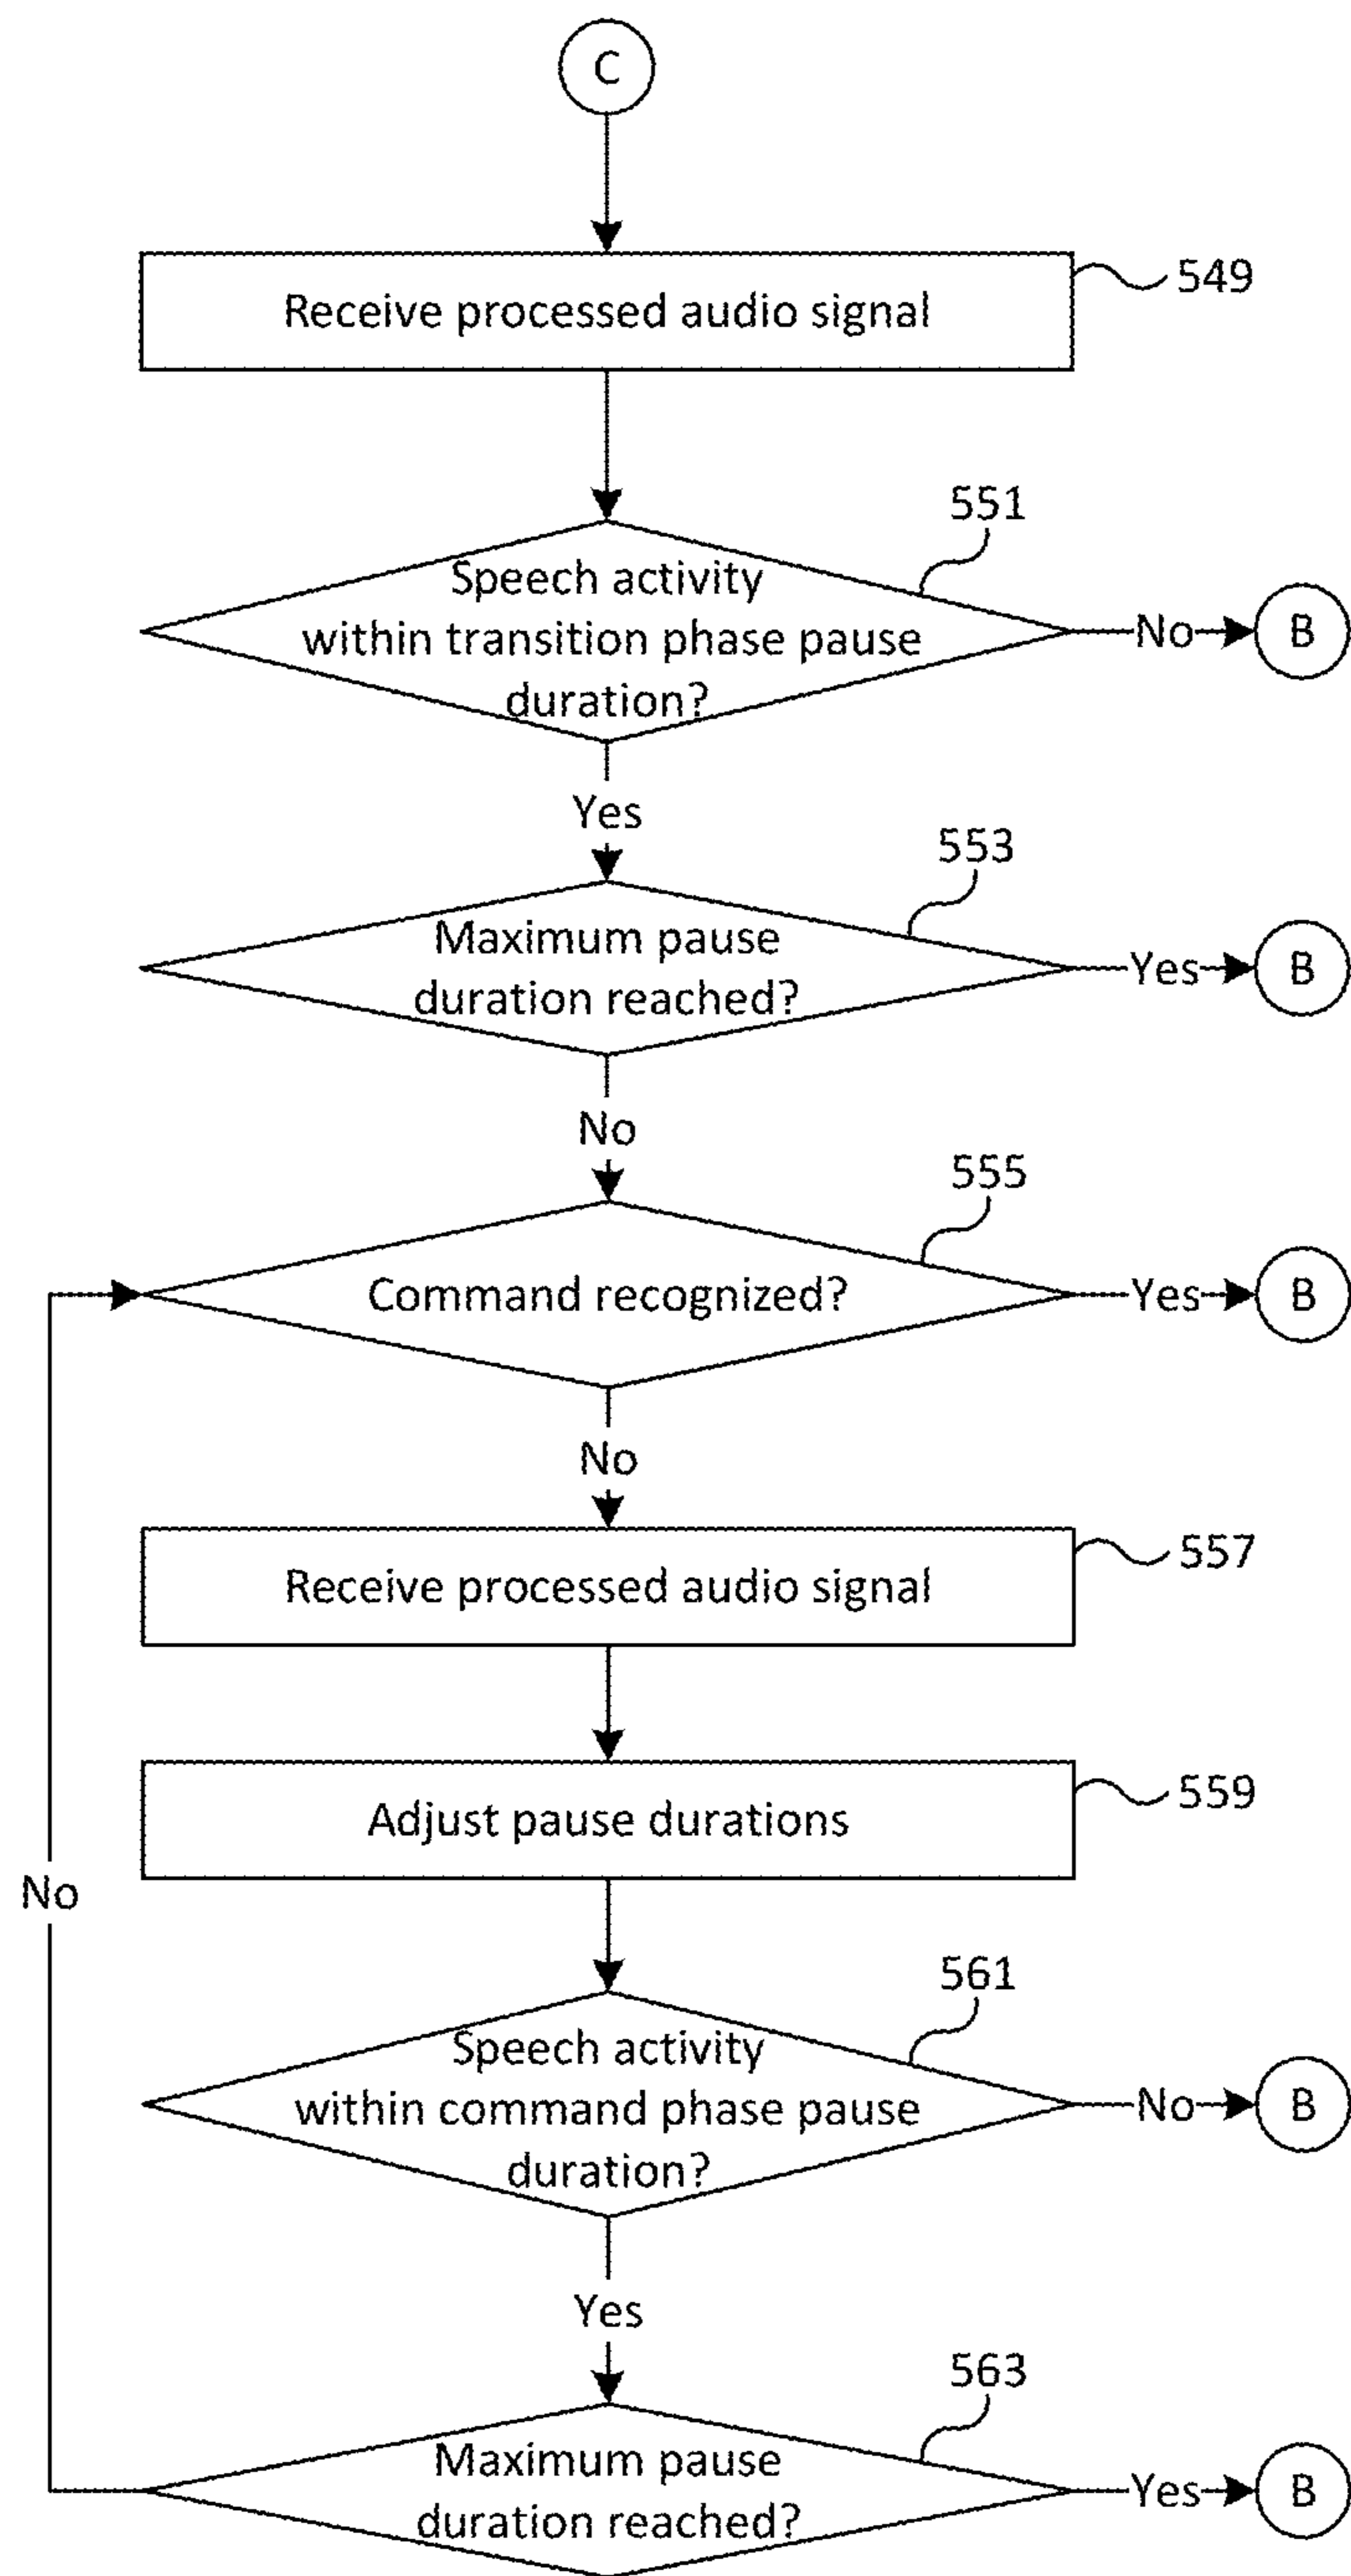 C
Receive processed audio signal
549
551
Speech activity
within transition phase pause
duration?
No
B
Yes
553
Maximum pause
duration reached?
Yes
B
No
555
Command recognized?
Yes
B
No
Receive processed audio signal
557
Adjust pause durations
559
No
561
Speech activity
within command phase pause
duration?
No
B
Yes
563
Maximum pause
duration reached?
Yes
B